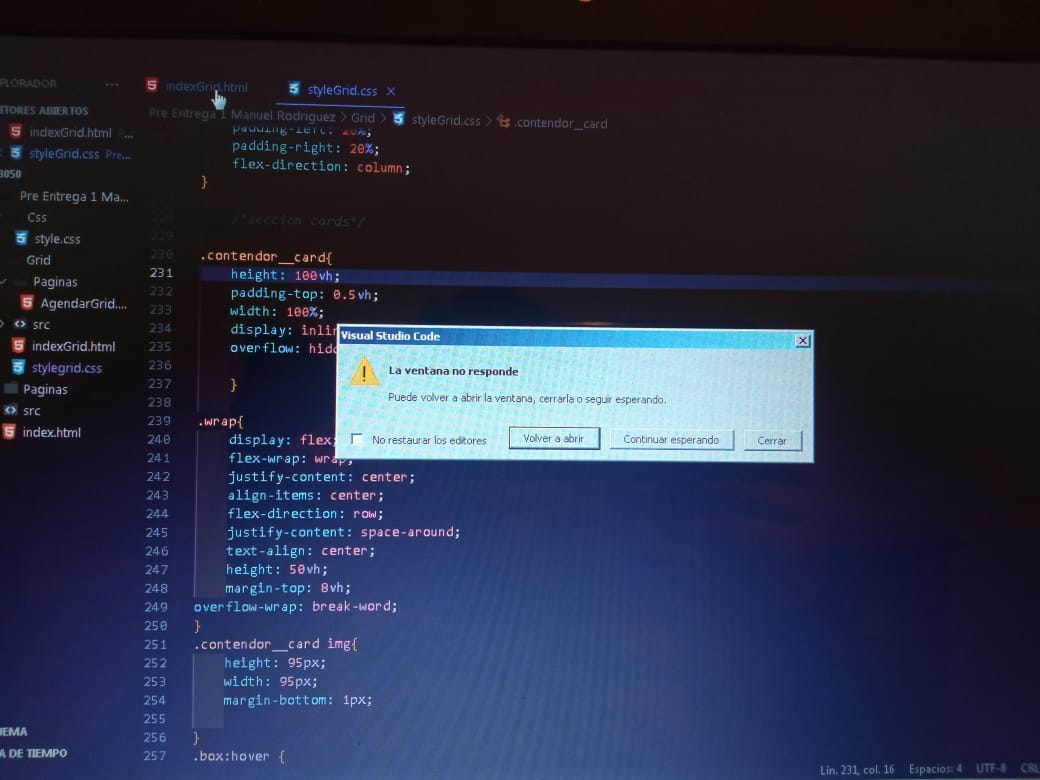 PLORADOR ...
indexGrid.html
styleGrid.css ×
TORES ABIERTOS
Pre Entrega 1 Manuel Rodriguez > Grid > styleGrid.css > .contendor__card
indexGrid.html P...
styleGrid.css Pre...
3050
Pre Entrega 1 Ma...
Css
style.css
Grid
Paginas
AgendarGrid....
src
indexGrid.html
stylegrid.css
Paginas
src
index.html
UEMA
A DE TIEMPO
padding-left: 20%;
padding-right: 20%;
flex-direction: column;
}
228 /*seccion cards*/
229
230 .contendor__card{
231 height: 100vh;
232 padding-top: 0.5vh;
233 width: 100%;
234 display: inlin
235 overflow: hidd
236
237 }
238
239 .wrap{
240 display: flex;
241 flex-wrap: wrap;
242 justify-content: center;
243 align-items: center;
244 flex-direction: row;
245 justify-content: space-around;
246 text-align: center;
247 height: 50vh;
248 margin-top: 8vh;
249 overflow-wrap: break-word;
250 }
251 .contendor__card img{
252 height: 95px;
253 width: 95px;
254 margin-bottom: 1px;
255
256 }
257 .box:hover {
Visual Studio Code
La ventana no responde
Puede volver a abrir la ventana, cerrarla o seguir esperando.
No restaurar los editores
Volver a abrir
Continuar esperando
Cerrar
Lín. 231, col. 16 Espacios: 4 UTF-8 CRL